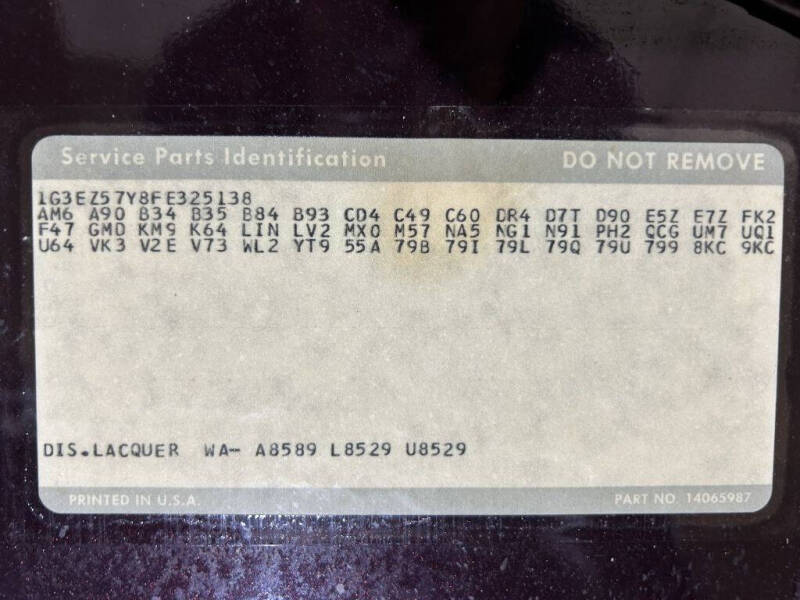 Service Parts Identification DO NOT REMOVE
1G3EZ57Y8FE325138
AM6 A90 B34 B35 B84 B93 CD4 C49 C60 DR4 D7T D90 E5Z E7Z FK2
F47 GMD KM9 K64 LIN LV2 MX0 M57 NA5 NG1 N91 PH2 QCG UM7 UQ1
U64 VK3 V2E V73 WL2 YT9 55A 79B 79I 79L 79Q 79U 799 8KC 9KC
DIS.LACQUER WA- A8589 L8529 U8529
PRINTED IN U.S.A. PART NO. 14065987